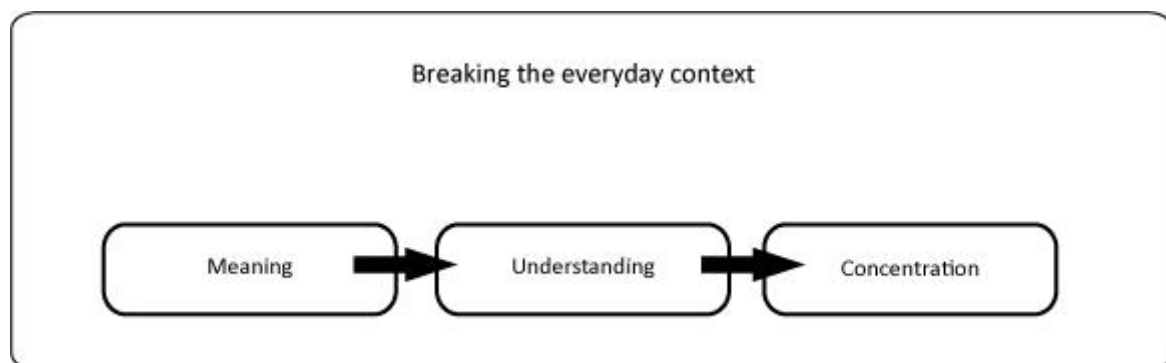 Breaking the everyday context
Meaning
Understanding
Concentration